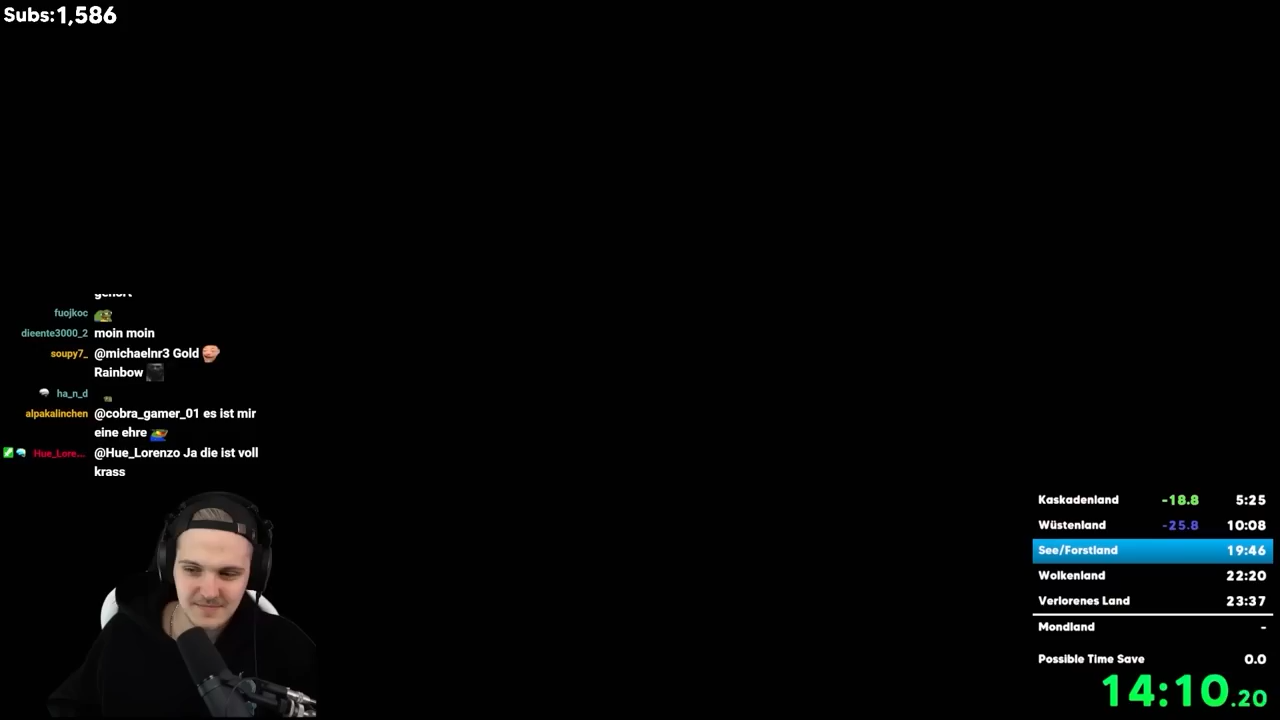 Subs:1,586
gehört
fuojkoc
dieente3000_2 moin moin
soupy7_ @michaelnr3 Gold
Rainbow
ha_n_d
alpakalinchen @cobra_gamer_01 es ist mir
eine ehre
Hue_Lore... @Hue_Lorenzo Ja die ist voll
krass
Kaskadenland -18.8 5:25
Wüstenland -25.8 10:08
See/Forstland 19:46
Wolkenland 22:20
Verlorenes Land 23:37
Mondland -
Possible Time Save 0.0
14:10.20